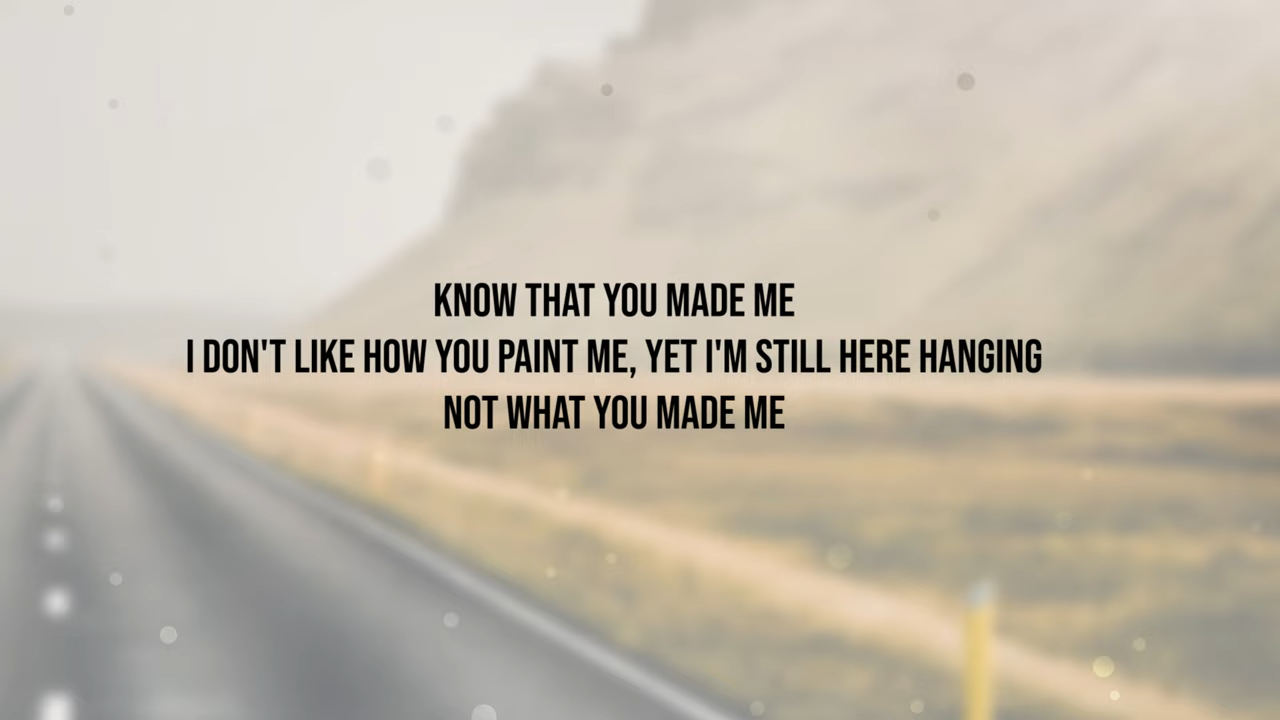 KNOW THAT YOU MADE ME
I DON'T LIKE HOW YOU PAINT ME, YET I'M STILL HERE HANGING
NOT WHAT YOU MADE ME